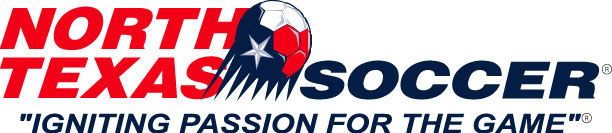 NORTH
TEXAS SOCCER®
"IGNITING PASSION FOR THE GAME"®